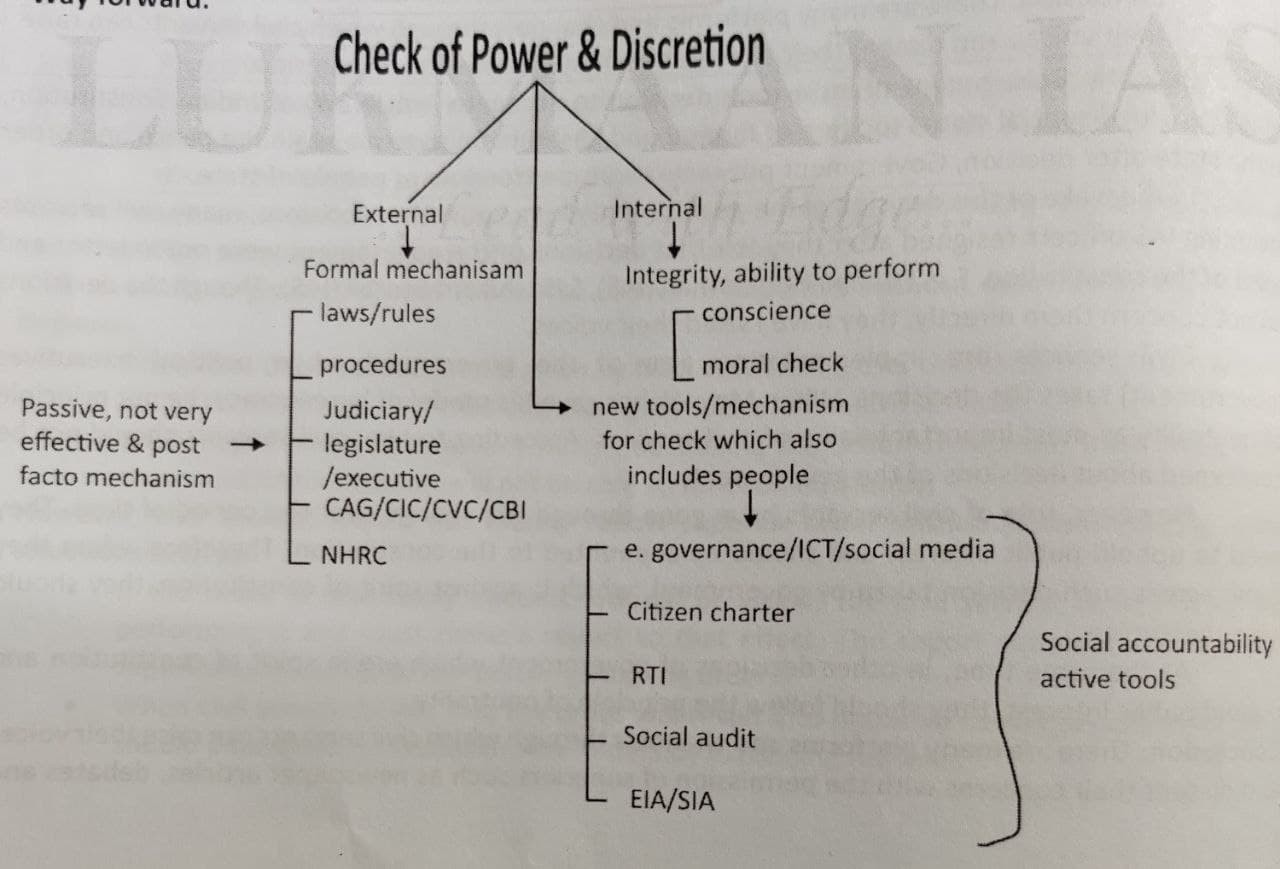 Way forward:
LUKMAAN IAS
Check of Power & Discretion
External
Internal
Formal mechanisam
Integrity, ability to perform
laws/rules
conscience
procedures
moral check
Passive, not very
effective & post
facto mechanism
Judiciary/
legislature
/executive
CAG/CIC/CVC/CBI
NHRC
new tools/mechanism
for check which also
includes people
e. governance/ICT/social media
Citizen charter
RTI
Social audit
EIA/SIA
Social accountability
active tools